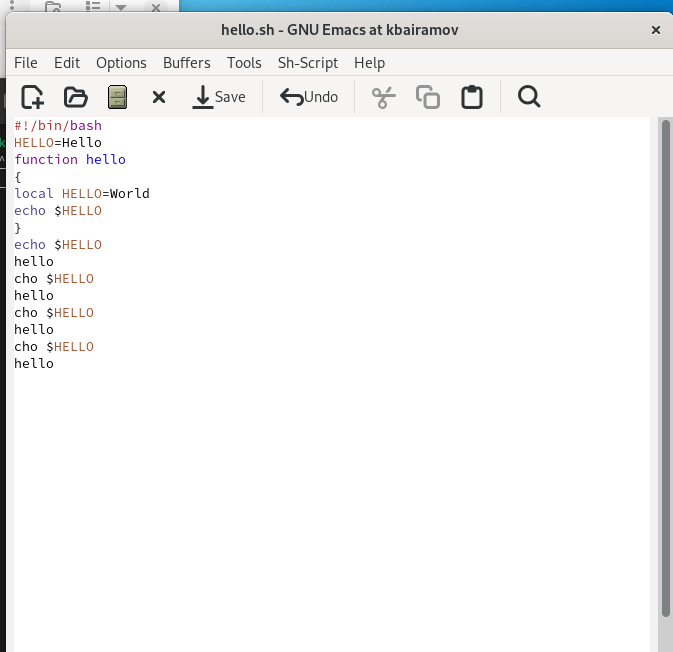 hello.sh - GNU Emacs at kbairamov
File Edit Options Buffers Tools Sh-Script Help
Save Undo
#!/bin/bash
HELLO=Hello
function hello
{
local HELLO=World
echo $HELLO
}
echo $HELLO
hello
cho $HELLO
hello
cho $HELLO
hello
cho $HELLO
hello